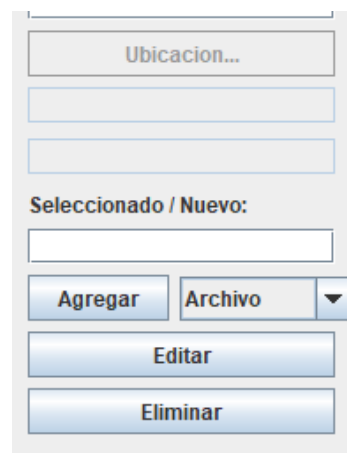 Ubicacion...
Seleccionado / Nuevo:
Agregar Archivo
Editar
Eliminar